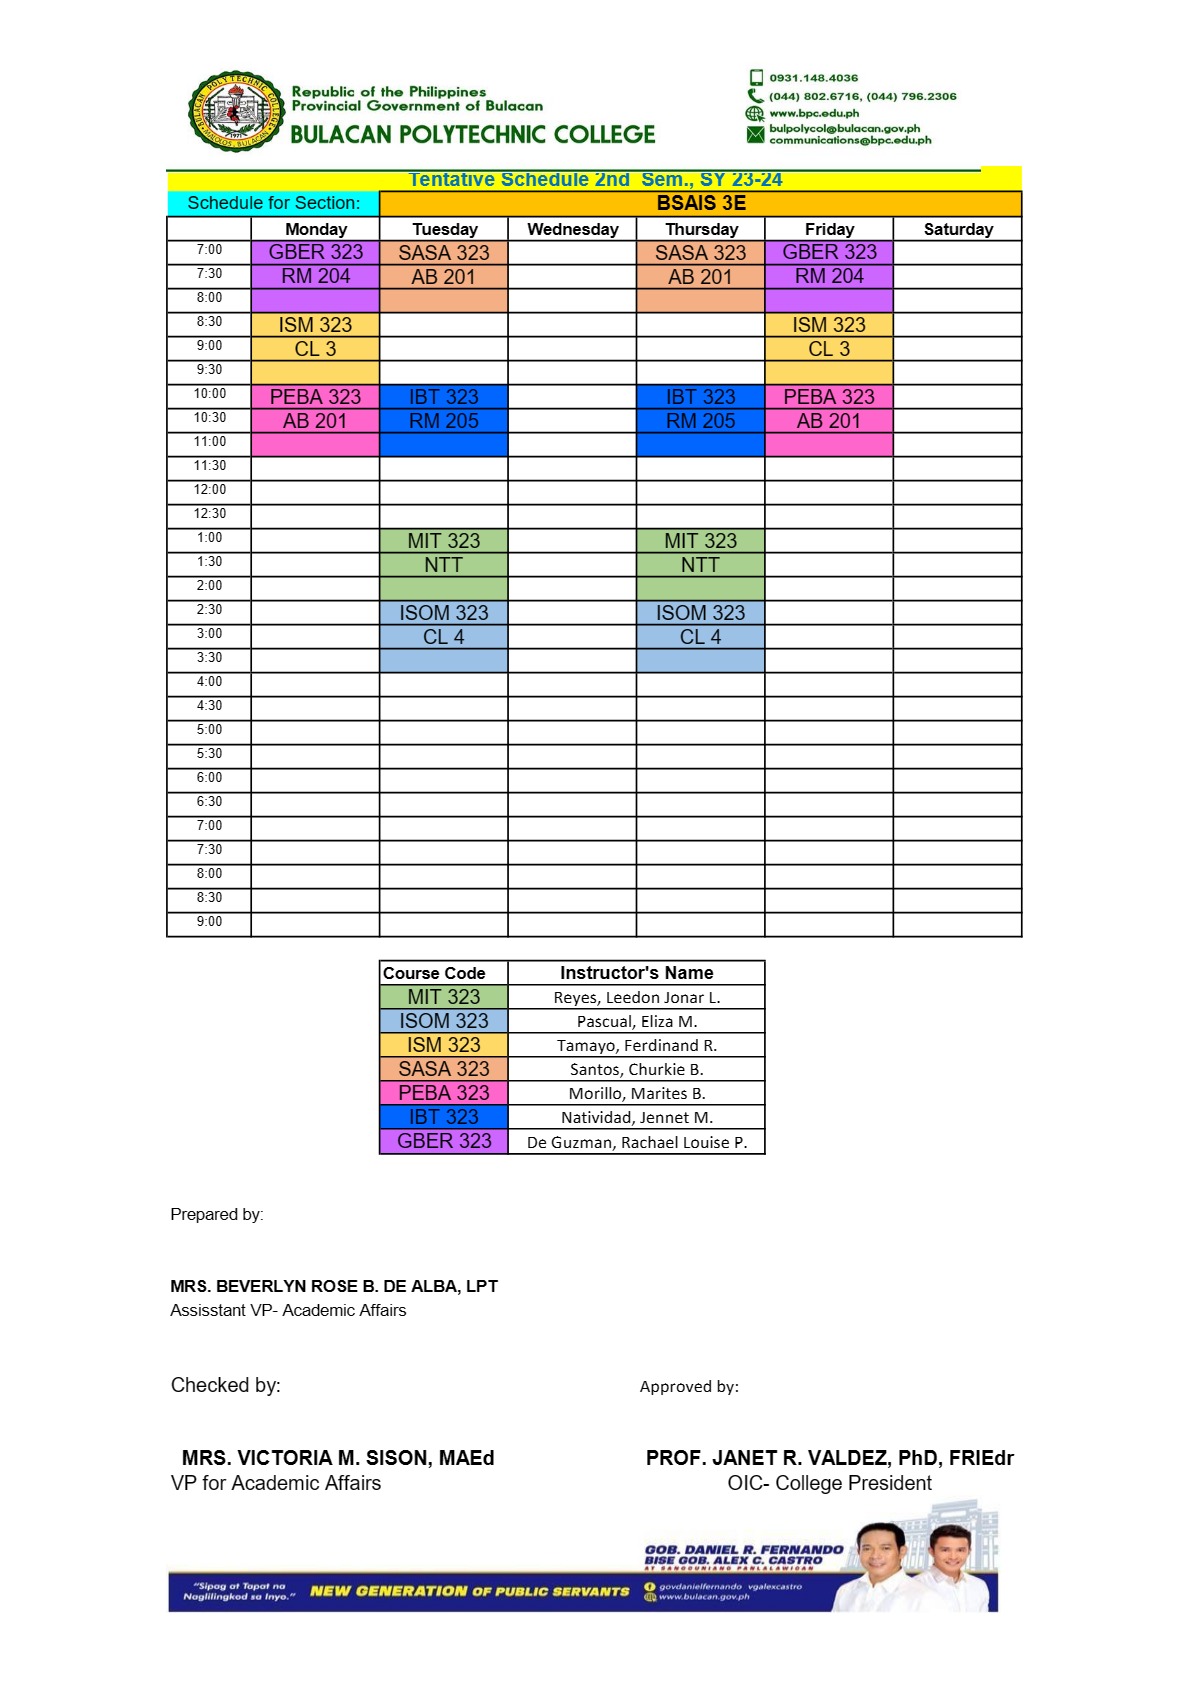 BULACAN POLYTECHNIC COLLEGE
MALOLOS, BULACAN
1971
Republic of the Philippines
Provincial Government of Bulacan
BULACAN POLYTECHNIC COLLEGE
0931.148.4036
(044) 802.6716, (044) 796.2306
www.bpc.edu.ph
bulpolycol@bulacan.gov.ph
communications@bpc.edu.ph
Tentative Schedule 2nd Sem., SY 23-24
Schedule for Section: BSAIS 3E
Monday Tuesday Wednesday Thursday Friday Saturday
7:00 GBER 323 SASA 323 SASA 323 GBER 323
7:30 RM 204 AB 201 AB 201 RM 204
8:00
8:30 ISM 323 ISM 323
9:00 CL 3 CL 3
9:30
10:00 PEBA 323 IBT 323 IBT 323 PEBA 323
10:30 AB 201 RM 205 RM 205 AB 201
11:00
11:30
12:00
12:30
1:00 MIT 323 MIT 323
1:30 NTT NTT
2:00
2:30 ISOM 323 ISOM 323
3:00 CL 4 CL 4
3:30
4:00
4:30
5:00
5:30
6:00
6:30
7:00
7:30
8:00
8:30
9:00
Course Code Instructor's Name
MIT 323 Reyes, Leedon Jonar L.
ISOM 323 Pascual, Eliza M.
ISM 323 Tamayo, Ferdinand R.
SASA 323 Santos, Churkie B.
PEBA 323 Morillo, Marites B.
IBT 323 Natividad, Jennet M.
GBER 323 De Guzman, Rachael Louise P.
Prepared by:
MRS. BEVERLYN ROSE B. DE ALBA, LPT
Assisstant VP- Academic Affairs
Checked by: Approved by:
MRS. VICTORIA M. SISON, MAEd PROF. JANET R. VALDEZ, PhD, FRIEdr
VP for Academic Affairs OIC- College President
GOB. DANIEL R. FERNANDO
BISE GOB. ALEX C. CASTRO
AT SANGGUNIANG PANLALAWIGAN
"Sipag at Tapat na
Naglilingkod sa Inyo."
NEW GENERATION OF PUBLIC SERVANTS
govdanielfernando vgalexcastro
www.bulacan.gov.ph